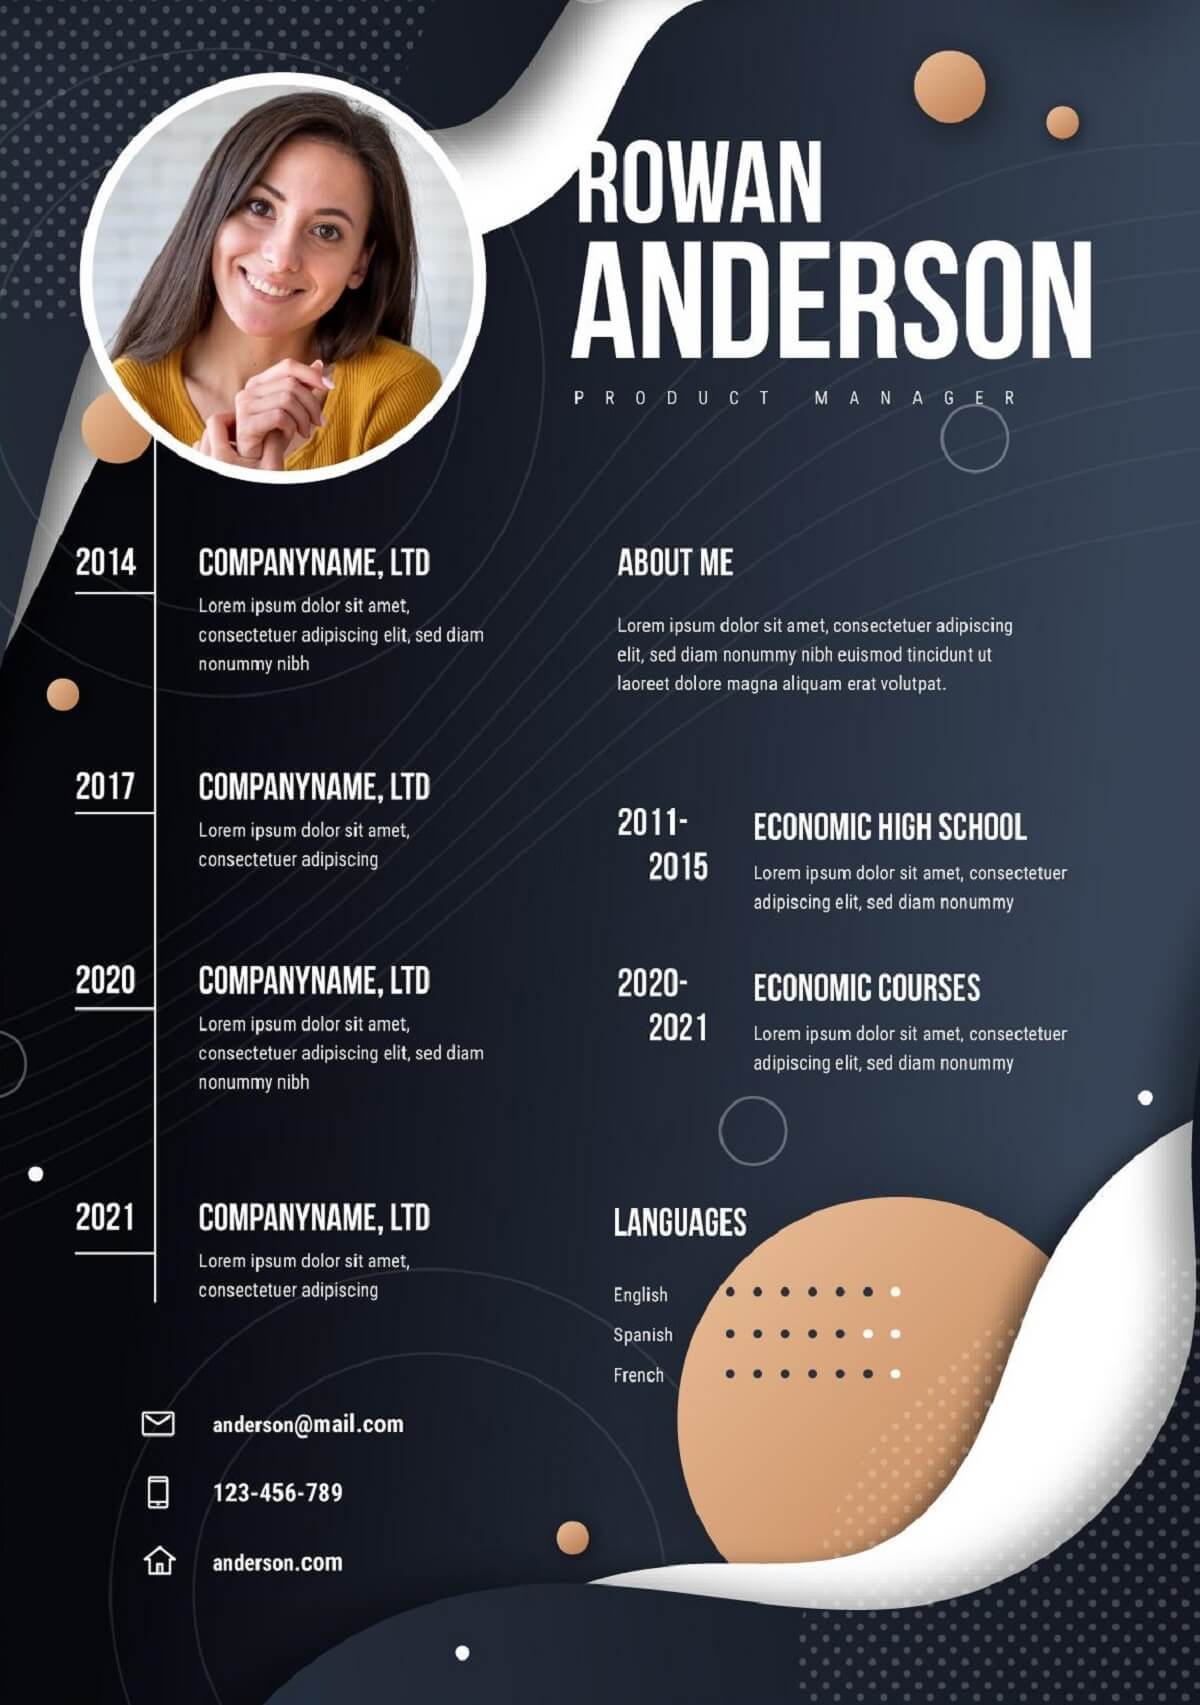 ROWAN
ANDERSON
PRODUCT MANAGER
2014
COMPANYNAME, LTD
Lorem ipsum dolor sit amet,
consectetuer adipiscing elit, sed diam
nonummy nibh
2017
COMPANYNAME, LTD
Lorem ipsum dolor sit amet,
consectetuer adipiscing
2020
COMPANYNAME, LTD
Lorem ipsum dolor sit amet,
consectetuer adipiscing elit, sed diam
nonummy nibh
2021
COMPANYNAME, LTD
Lorem ipsum dolor sit amet,
consectetuer adipiscing
anderson@mail.com
123-456-789
anderson.com
ABOUT ME
Lorem ipsum dolor sit amet, consectetuer adipiscing
elit, sed diam nonummy nibh euismod tincidunt ut
laoreet dolore magna aliquam erat volutpat.
2011-
2015
ECONOMIC HIGH SCHOOL
Lorem ipsum dolor sit amet, consectetuer
adipiscing elit, sed diam nonummy
2020-
2021
ECONOMIC COURSES
Lorem ipsum dolor sit amet, consectetuer
adipiscing elit, sed diam nonummy
LANGUAGES
English
Spanish
French